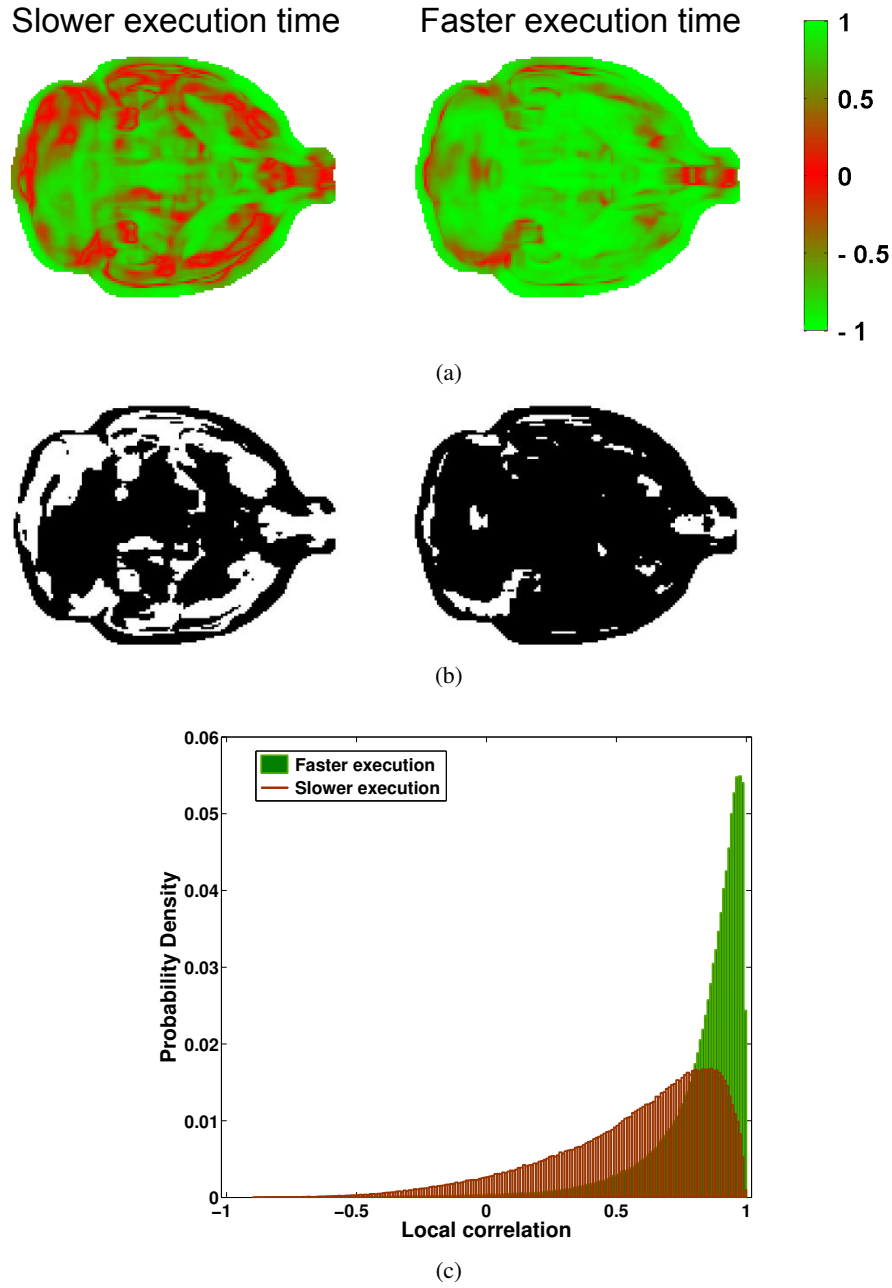 Slower execution time
Faster execution time
1
0.5
0
- 0.5
- 1
(a)
(b)
0.06
0.05
0.04
0.03
0.02
0.01
0
Probability Density
Faster execution
Slower execution
−1
−0.5
0
0.5
1
Local correlation
(c)